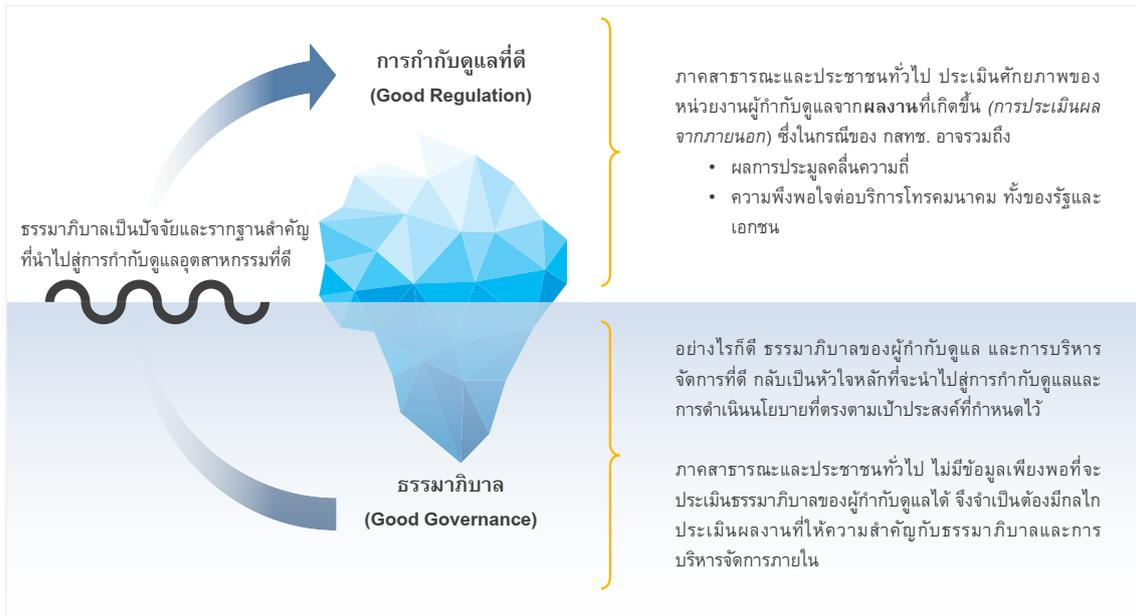 การกำกับดูแลที่ดี
(Good Regulation)
ภาคสาธารณะและประชาชนทั่วไป ประเมินศักยภาพของ
หน่วยงานผู้กำกับดูแลจากผลงานที่เกิดขึ้น (การประเมินผล
จากภายนอก) ซึ่งในกรณีของ กสทช. อาจรวมถึง
• ผลการประมูลคลื่นความถี่
• ความพึงพอใจต่อบริการโทรคมนาคม ทั้งของรัฐและ
เอกชน
ธรรมาภิบาลเป็นปัจจัยและรากฐานสำคัญ
ที่นำไปสู่การกำกับดูแลอุตสาหกรรมที่ดี
อย่างไรก็ดี ธรรมาภิบาลของผู้กำกับดูแล และการบริหาร
จัดการที่ดี กลับเป็นหัวใจหลักที่จะนำไปสู่การกำกับดูแลและ
การดำเนินนโยบายที่ตรงตามเป้าประสงค์ที่กำหนดไว้
ภาคสาธารณะและประชาชนทั่วไป ไม่มีข้อมูลเพียงพอที่จะ
ประเมินธรรมาภิบาลของผู้กำกับดูแลได้ จึงจำเป็นต้องมีกลไก
ประเมินผลงานที่ให้ความสำคัญกับธรรมาภิบาลและการ
บริหารจัดการภายใน
ธรรมาภิบาล
(Good Governance)